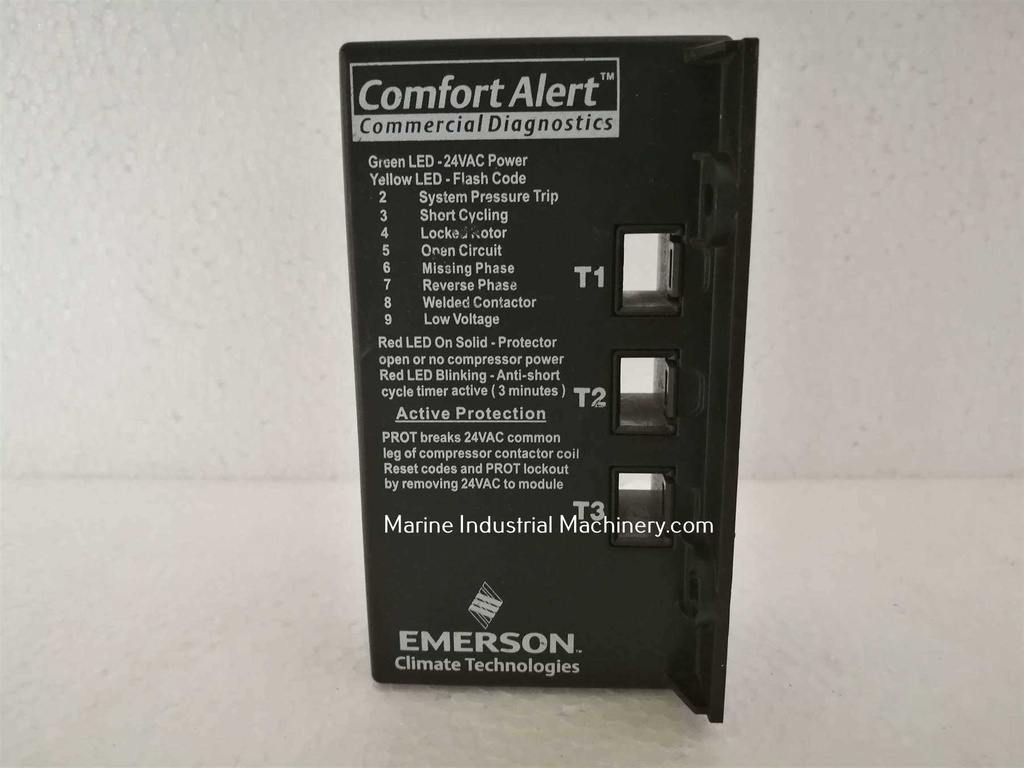 Comfort Alert™
Commercial Diagnostics
Green LED - 24VAC Power
Yellow LED - Flash Code
2 System Pressure Trip
3 Short Cycling
4 Locked Rotor
5 Open Circuit
6 Missing Phase
7 Reverse Phase
8 Welded Contactor
9 Low Voltage
T1
Red LED On Solid - Protector
open or no compressor power
Red LED Blinking - Anti-short
cycle timer active ( 3 minutes )
T2
Active Protection
PROT breaks 24VAC common
leg of compressor contactor coil
Reset codes and PROT lockout
by removing 24VAC to module
T3
Marine Industrial Machinery.com
EMERSON™
Climate Technologies